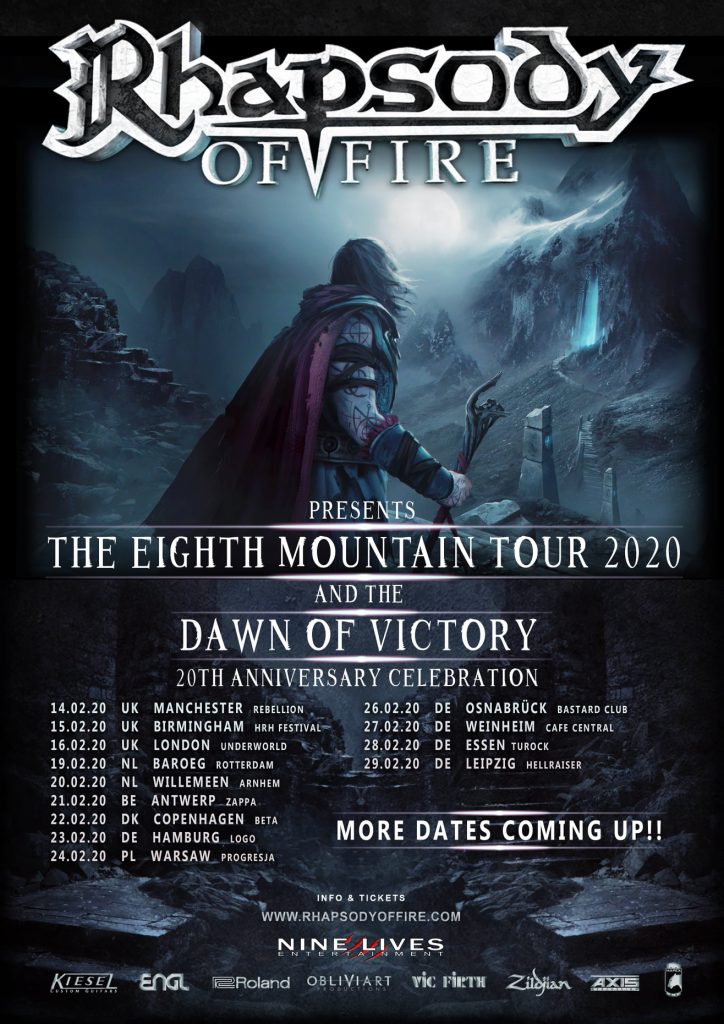 Rhapsody
OF FIRE
PRESENTS
THE EIGHTH MOUNTAIN TOUR 2020
AND THE
DAWN OF VICTORY
20TH ANNIVERSARY CELEBRATION
14.02.20 UK MANCHESTER REBELLION
15.02.20 UK BIRMINGHAM HRH FESTIVAL
16.02.20 UK LONDON UNDERWORLD
19.02.20 NL BAROEG ROTTERDAM
20.02.20 NL WILLEMEEN ARNHEM
21.02.20 BE ANTWERP ZAPPA
22.02.20 DK COPENHAGEN BETA
23.02.20 DE HAMBURG LOGO
24.02.20 PL WARSAW PROGRESJA
26.02.20 DE OSNABRÜCK BASTARD CLUB
27.02.20 DE WEINHEIM CAFE CENTRAL
28.02.20 DE ESSEN TUROCK
29.02.20 DE LEIPZIG HELLRAISER
MORE DATES COMING UP!!
INFO & TICKETS
WWW.RHAPSODYOFFIRE.COM
NINE LIVES
ENTERTAINMENT
KIESEL
CUSTOM GUITARS
ENGL
Roland
OBLIVIART
PRODUCTIONS
VIC FIRTH
Zildjian
AXIS